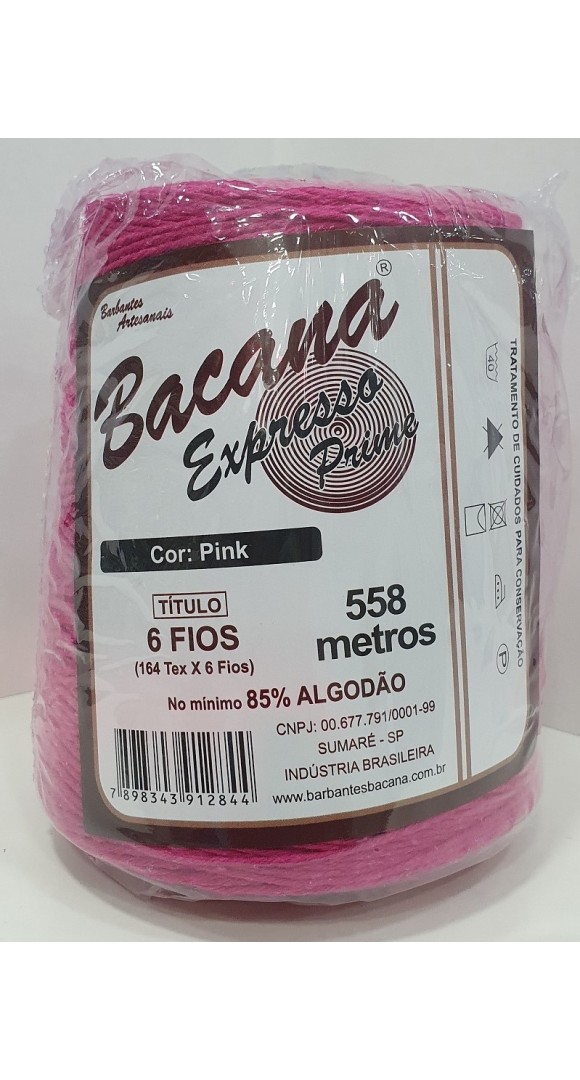 Barbantes
Artesanais
Bacana®
Expresso
Prime
Cor: Pink
TÍTULO
6 FIOS
(164 Tex X 6 Fios)
558
metros
No mínimo 85% ALGODÃO
CNPJ: 00.677.791/0001-99
SUMARÉ - SP
INDÚSTRIA BRASILEIRA
www.barbantesbacana.com.br
7 898343 912844
TRATAMENTO DE CUIDADOS PARA CONSERVAÇÃO
40
P